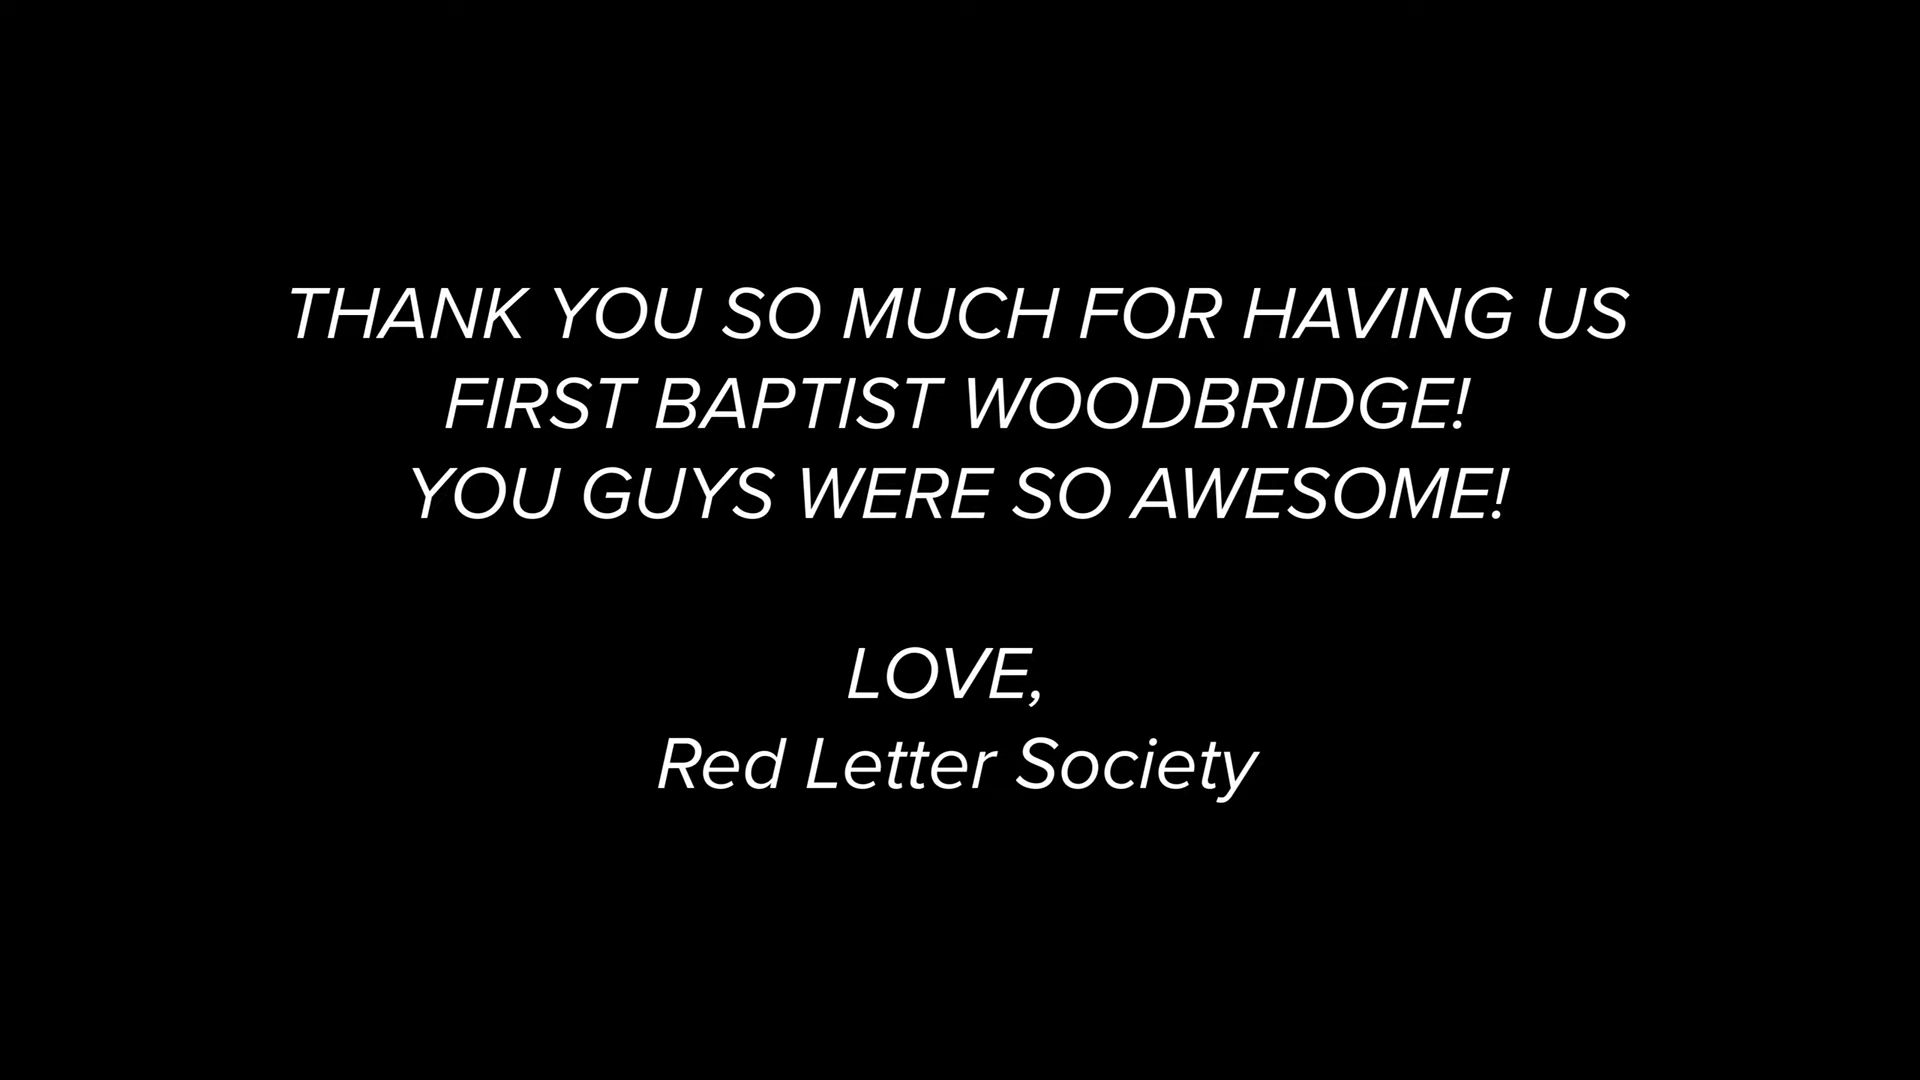 THANK YOU SO MUCH FOR HAVING US
FIRST BAPTIST WOODBRIDGE!
YOU GUYS WERE SO AWESOME!
LOVE,
Red Letter Society